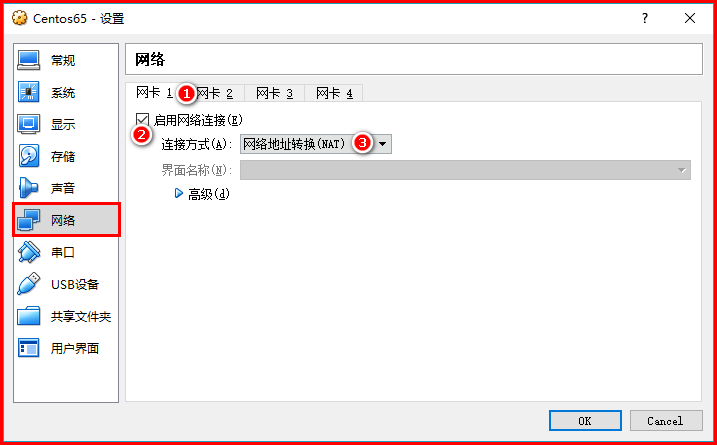 Centos65 - 设置
?
常规
系统
显示
存储
声音
网络
串口
USB设备
共享文件夹
用户界面
网络
网卡 1 网卡 2 网卡 3 网卡 4
1
启用网络连接(E)
2
连接方式(A): 网络地址转换(NAT)
3
界面名称(N):
高级(d)
OK Cancel